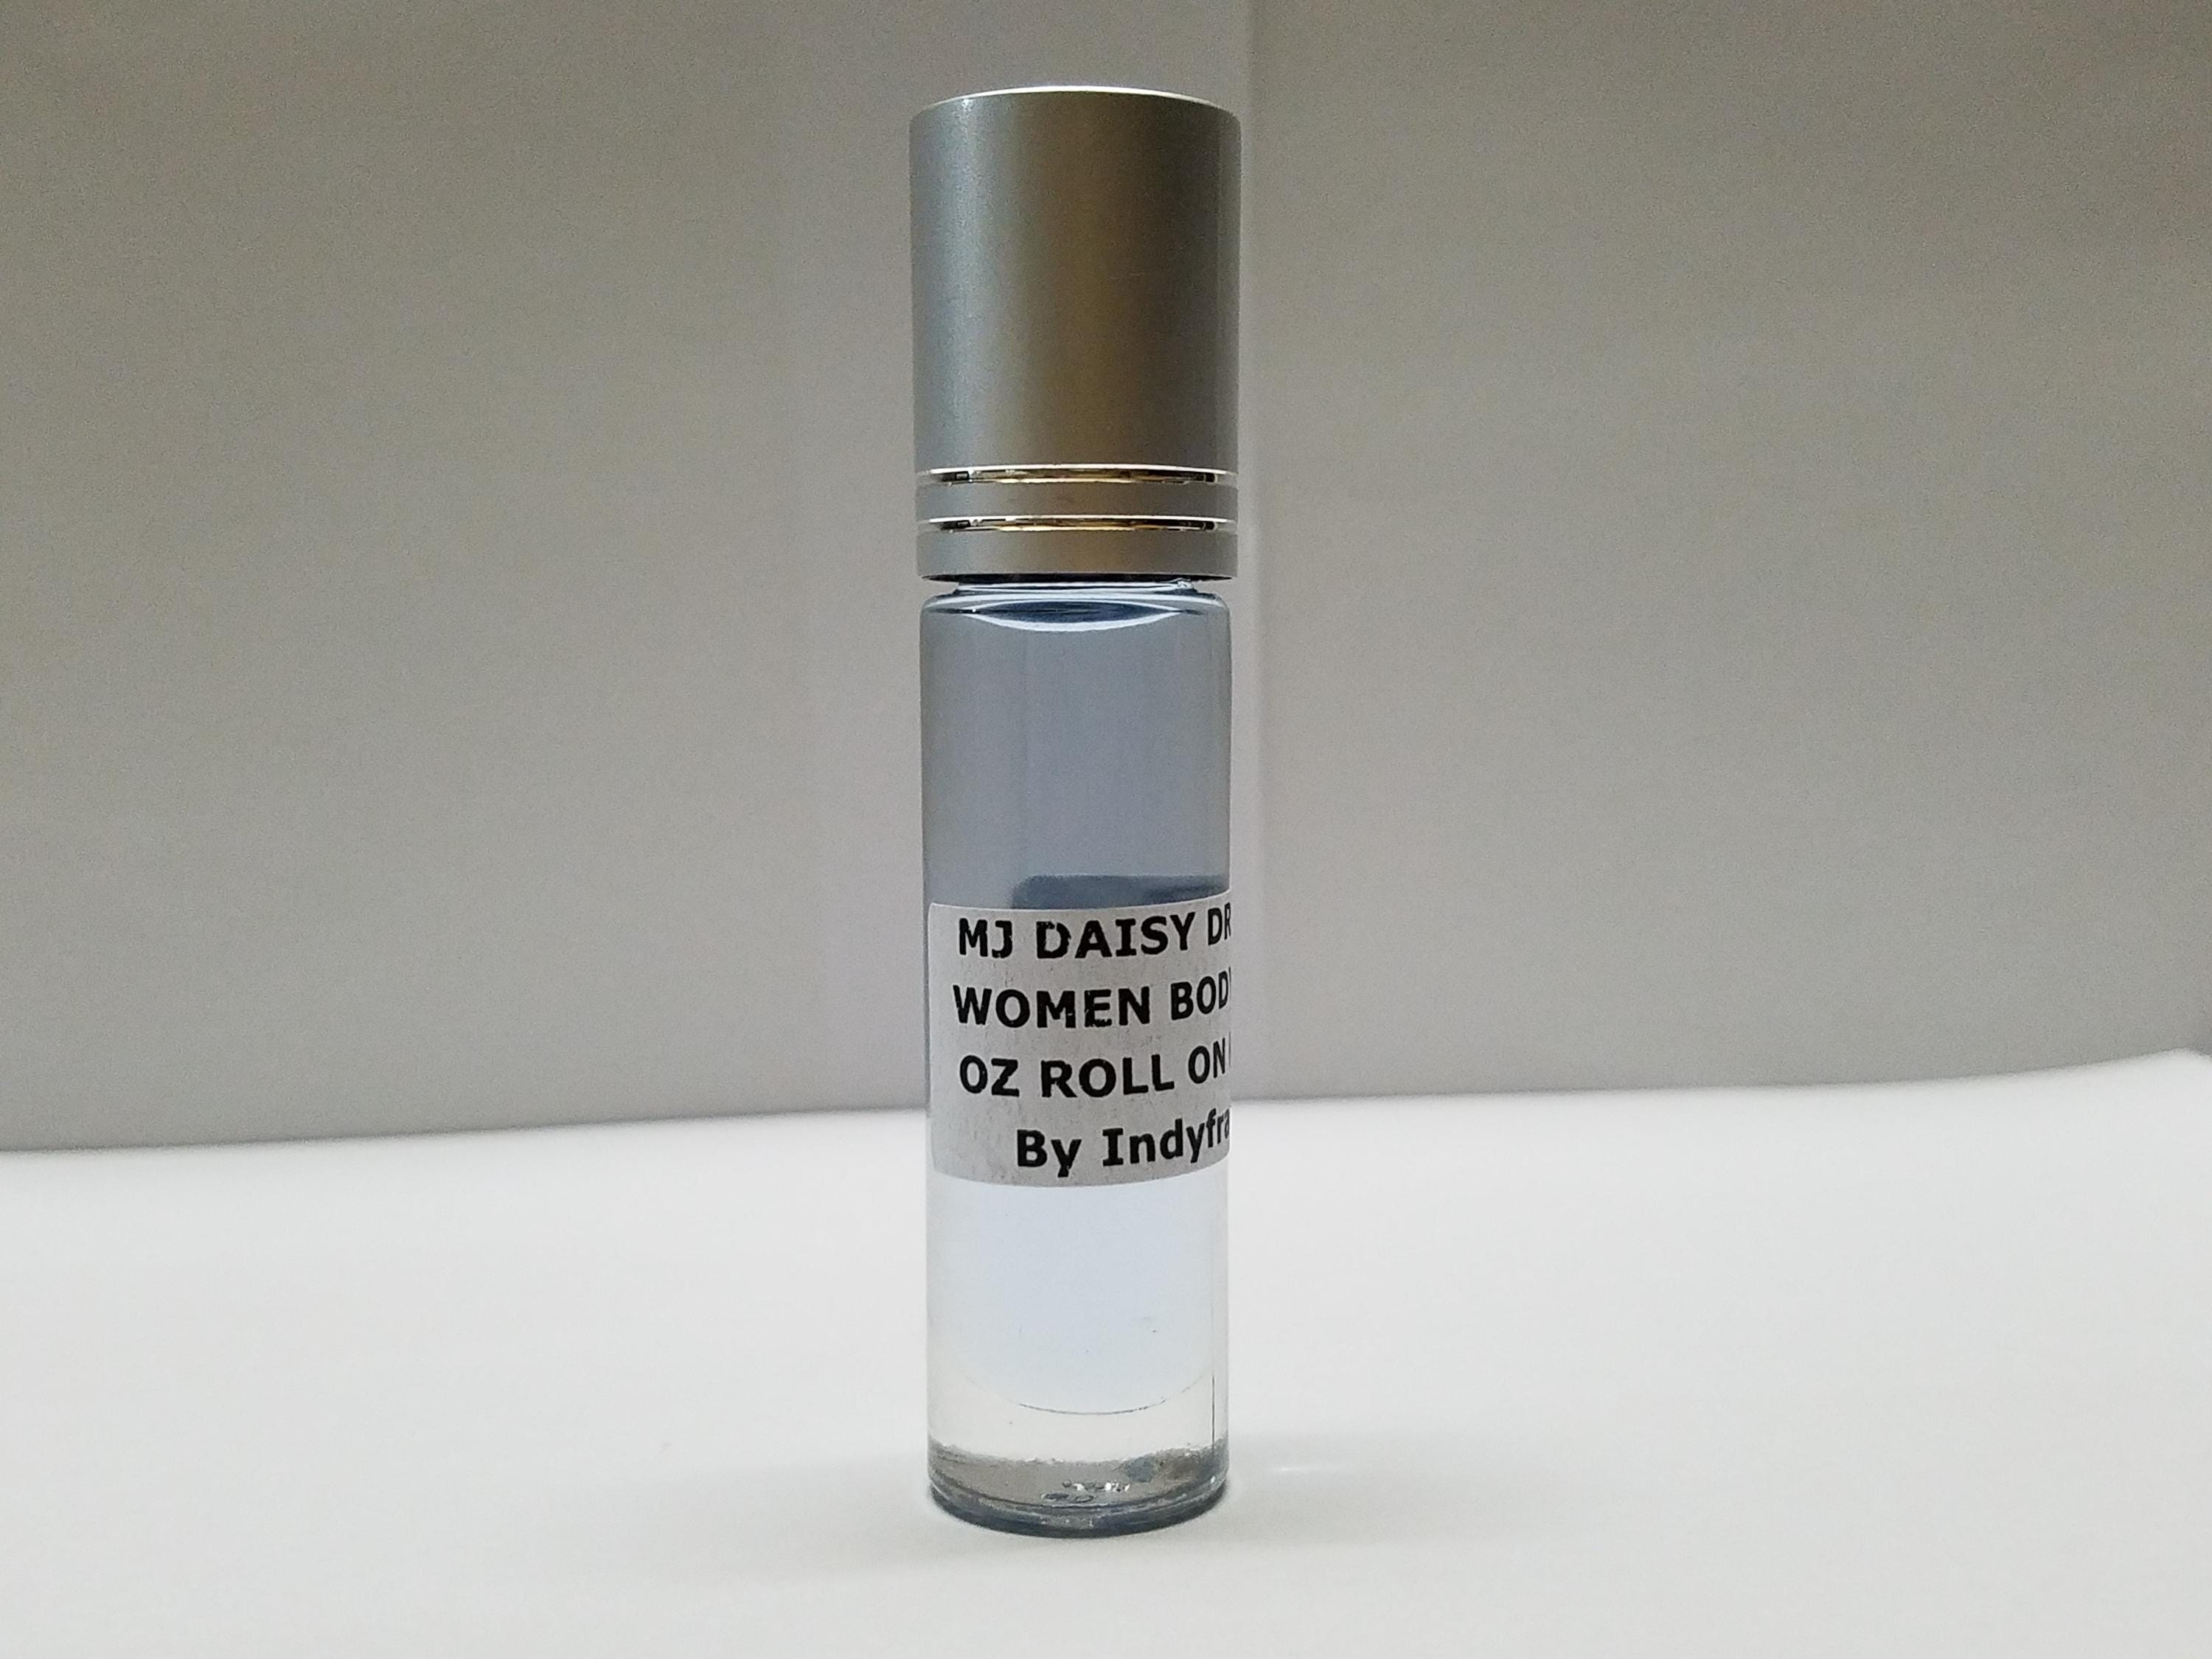 MJ DAISY DR
WOMEN BODY
OZ ROLL ON
By Indyfra